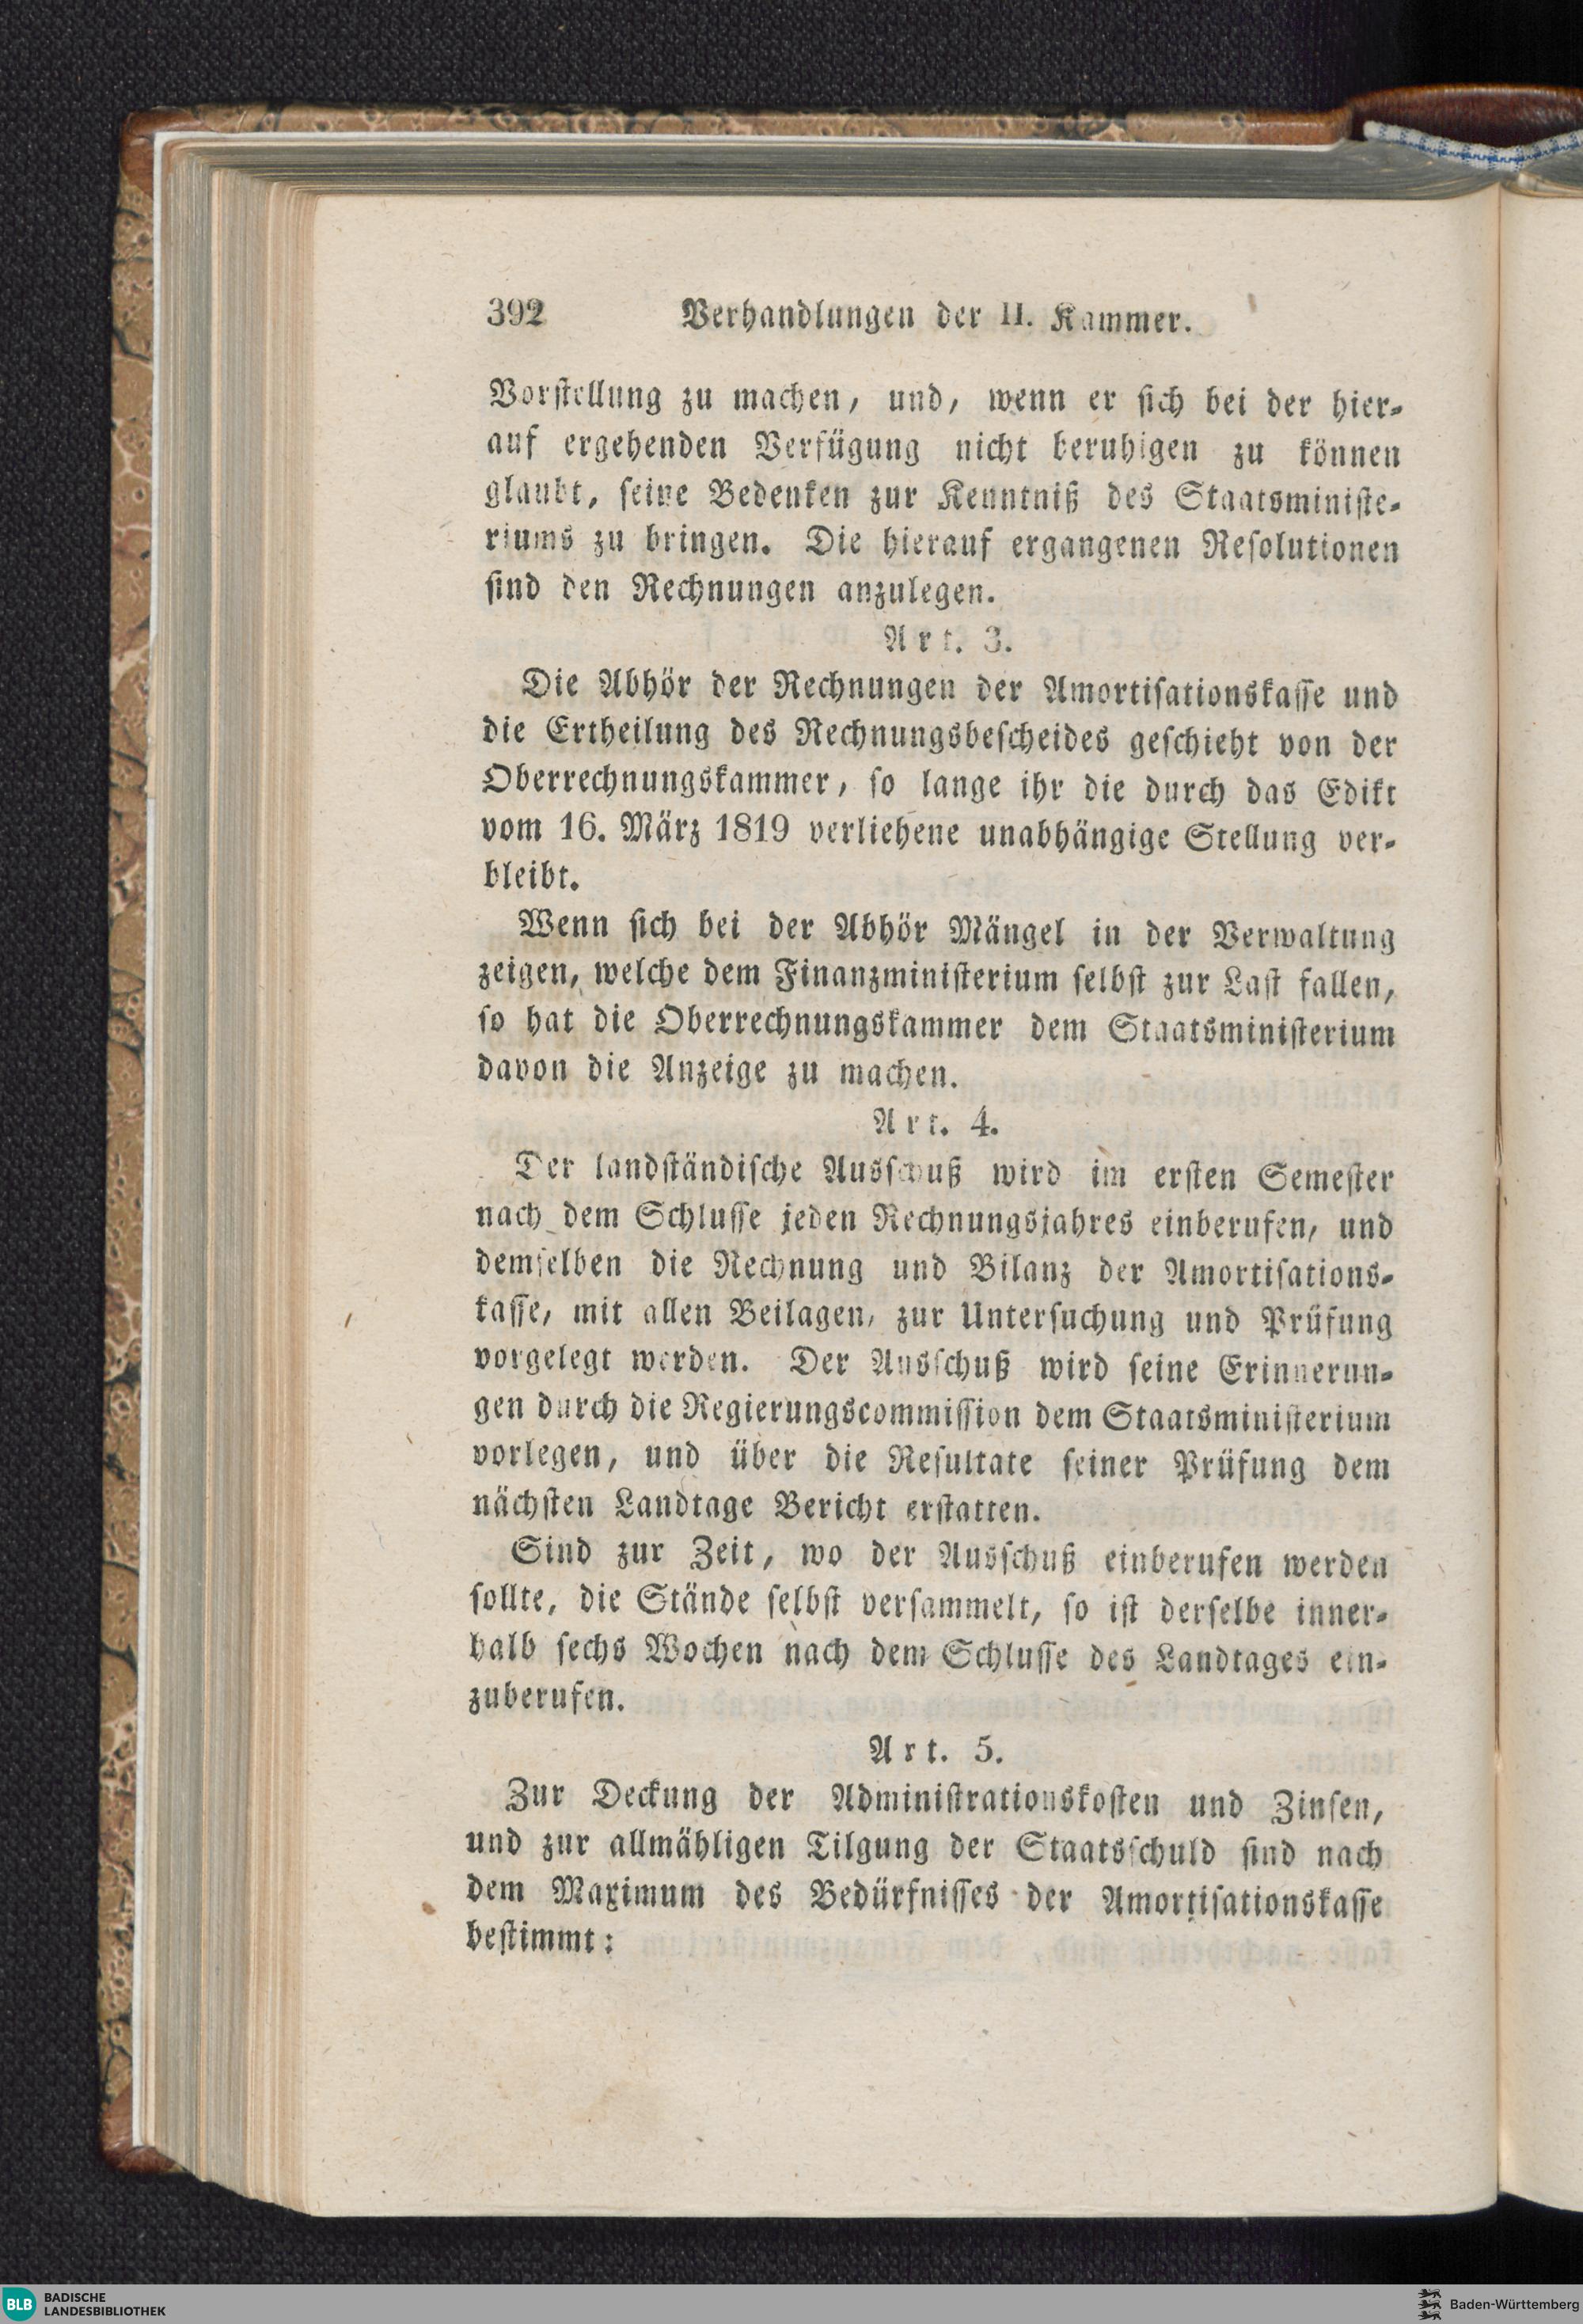 392 Verhandlungen der II. Kammer.
Vorstellung zu machen, und, wenn er sich bei der hier-
auf ergehenden Verfügung nicht beruhigen zu können
glaubt, seine Bedenken zur Kenntniß des Staatsministe-
riums zu bringen. Die hierauf ergangenen Resolutionen
sind den Rechnungen anzulegen.
Art. 3.
Die Abhör der Rechnungen der Amortisationskasse und
die Ertheilung des Rechnungsbescheides geschieht von der
Oberrechnungskammer, so lange ihr die durch das Edikt
vom 16. März 1819 verliehene unabhängige Stellung ver-
bleibt.
Wenn sich bei der Abhör Mängel in der Verwaltung
zeigen, welche dem Finanzministerium selbst zur Last fallen,
so hat die Oberrechnungskammer dem Staatsministerium
davon die Anzeige zu machen.
Art. 4.
Der landständische Ausschuß wird im ersten Semester
nach dem Schlusse jeden Rechnungsjahres einberufen, und
demselben die Rechnung und Bilanz der Amortisations-
kasse, mit allen Beilagen, zur Untersuchung und Prüfung
vorgelegt werden. Der Ausschuß wird seine Erinnerun-
gen durch die Regierungscommission dem Staatsministerium
vorlegen, und über die Resultate seiner Prüfung dem
nächsten Landtage Bericht erstatten.
Sind zur Zeit, wo der Ausschuß einberufen werden
sollte, die Stände selbst versammelt, so ist derselbe inner-
halb sechs Wochen nach dem Schlusse des Landtages ein-
zuberufen.
Art. 5.
Zur Deckung der Administrationskosten und Zinsen,
und zur allmähligen Tilgung der Staatsschuld sind nach
dem Maximum des Bedürfnisses der Amortisationskasse
bestimmt:
BLB BADISCHE
LANDESBIBLIOTHEK
Baden-Württemberg